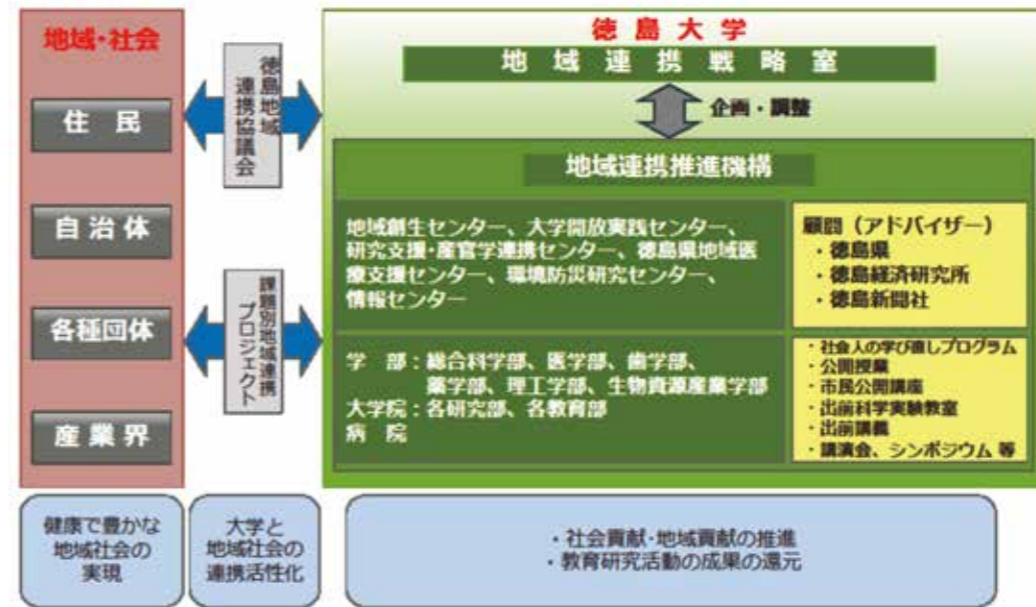 地域・社会
住 民
自 治 体
各種団体
産 業 界
徳島地域
連携協議会
課題別地域連携
プロジェクト
徳 島 大 学
地 域 連 携 戦 略 室
企画・調整
地域連携推進機構
地域創生センター、大学開放実践センター、
研究支援・産官学連携センター、徳島県地域医
療支援センター、環境防災研究センター、
情報センター
顧問（アドバイザー）
・徳島県
・徳島経済研究所
・徳島新聞社
学 部：総合科学部、医学部、歯学部、
薬学部、理工学部、生物資源産業学部
大学院：各研究部、各教育部
病 院
・社会人の学び直しプログラム
・公開授業
・市民公開講座
・出前科学実験教室
・出前講義
・講演会、シンポジウム 等
健康で豊かな
地域社会の
実現
大学と
地域社会の
連携活性化
・社会貢献・地域貢献の推進
・教育研究活動の成果の還元